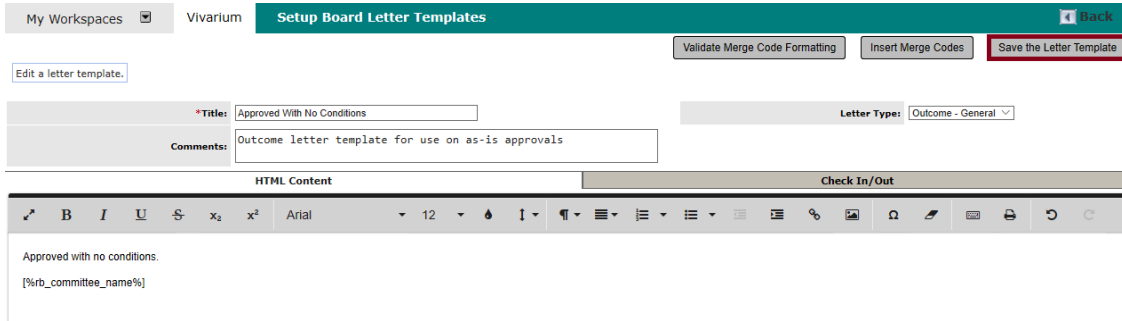 My Workspaces Vivarium Setup Board Letter Templates Back
Validate Merge Code Formatting Insert Merge Codes Save the Letter Template
Edit a letter template.
*Title: Approved With No Conditions Letter Type: Outcome - General
Comments: Outcome letter template for use on as-is approvals
HTML Content Check In/Out
B I U S x₂ x² Arial 12 ¶ Ω
Approved with no conditions.
[%rb_committee_name%]